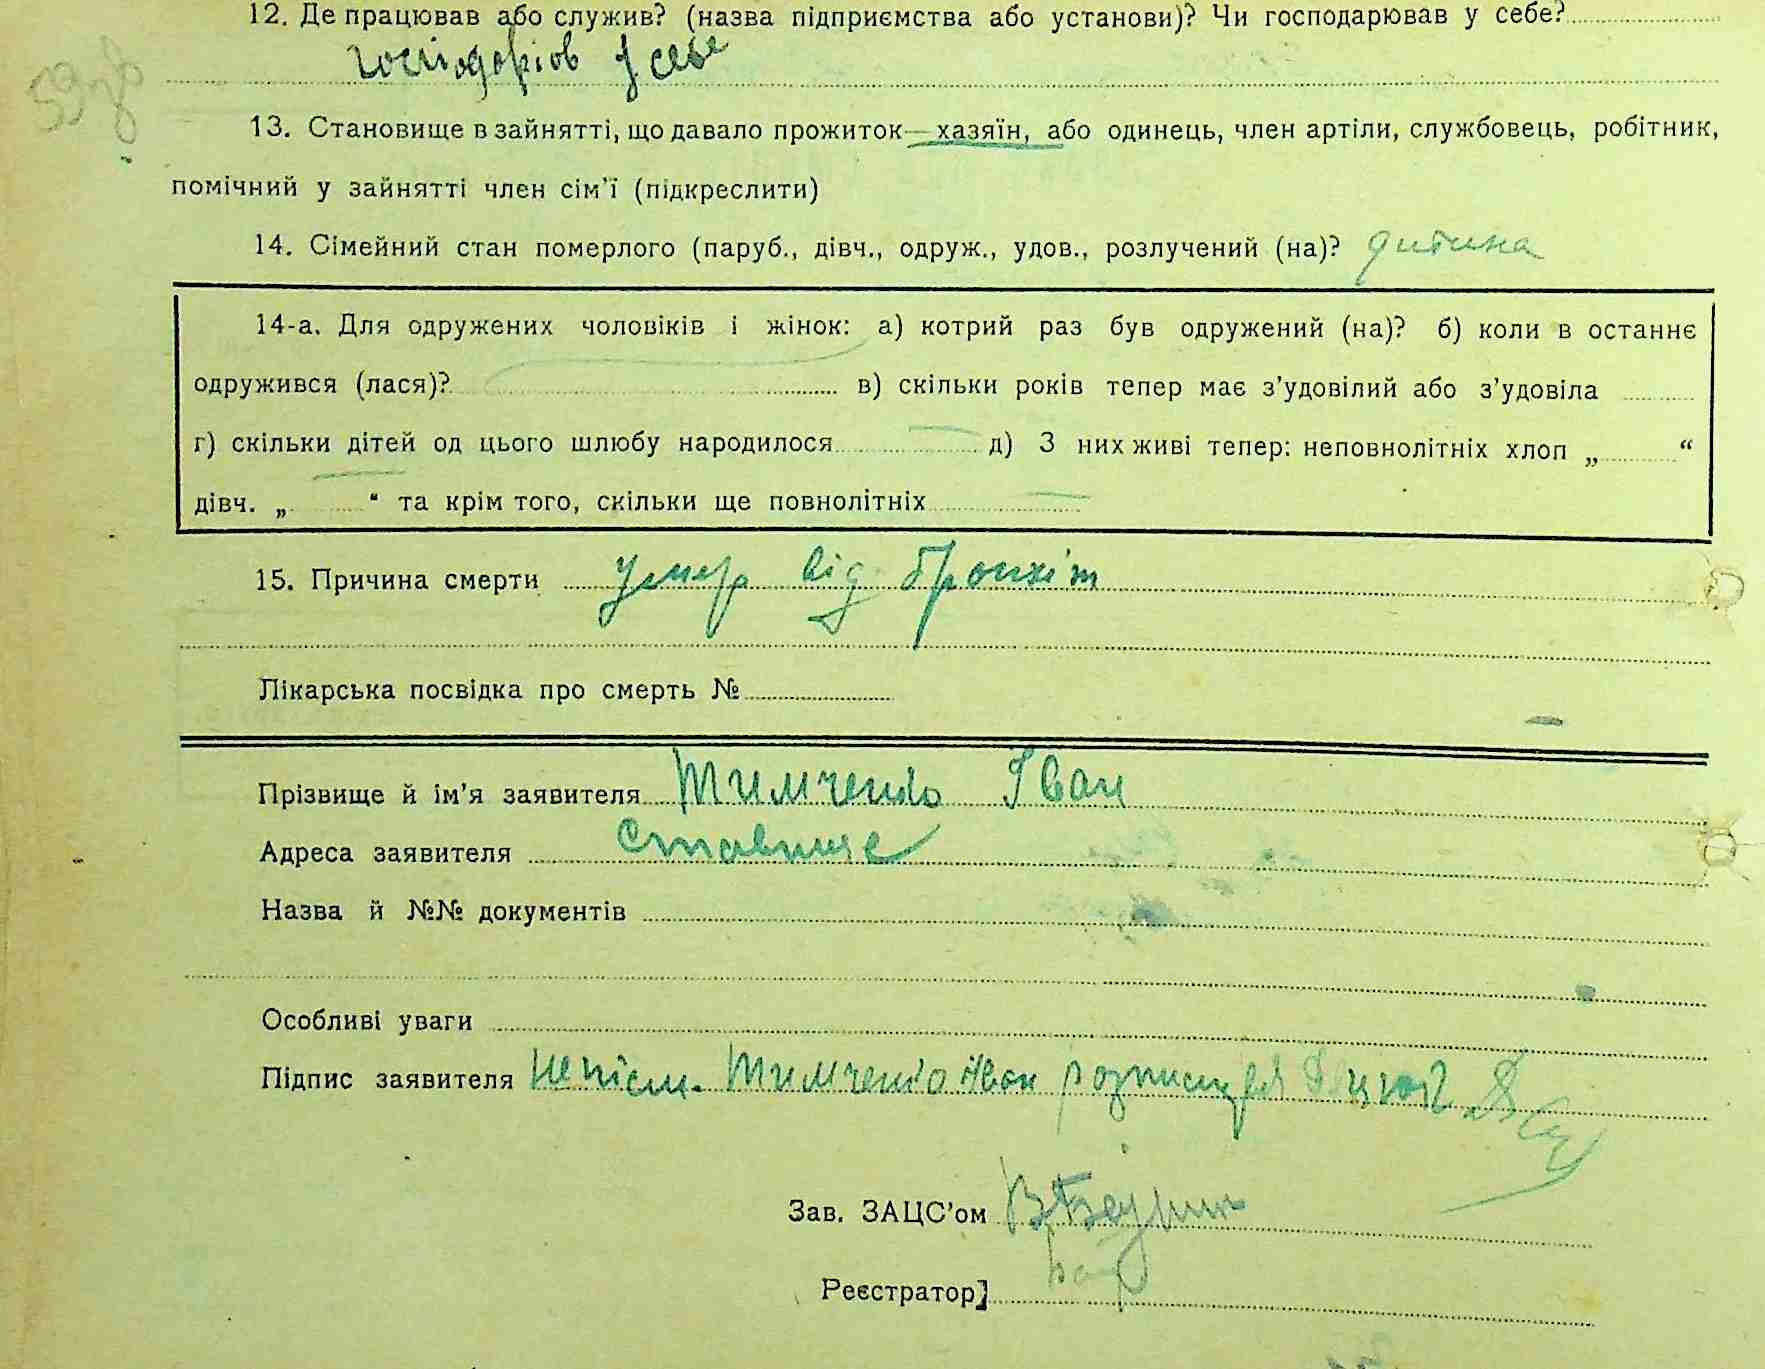 12. Де працював або служив? (назва підприємства або установи)? Чи господарював у себе?
господарюв у себе
13. Становище в зайнятті, що давало прожиток — хазяїн, або одинець, член артіли, службовець, робітник,
помічний у зайнятті член сім'ї (підкреслити)
14. Сімейний стан померлого (паруб., дівч., одруж., удов., розлучений (на)? дитина
14-а. Для одружених чоловіків і жінок: а) котрий раз був одружений (на)? б) коли в останнє
одружився (лася)? в) скільки років тепер має з'удовілий або з'удовіла
г) скільки дітей од цього шлюбу народилося д) З них живі тепер: неповнолітніх хлоп „ “
дівч. „ “ та крім того, скільки ще повнолітніх
15. Причина смерти умер від бронхіт
Лікарська посвідка про смерть №
Прізвище й ім'я заявителя Тимченко Іван
Адреса заявителя Ставище
Назва й №№ документів
Особливі уваги
Підпис заявителя непісм. Тимченко Іван
Зав. ЗАЦС'ом
Реєстратор